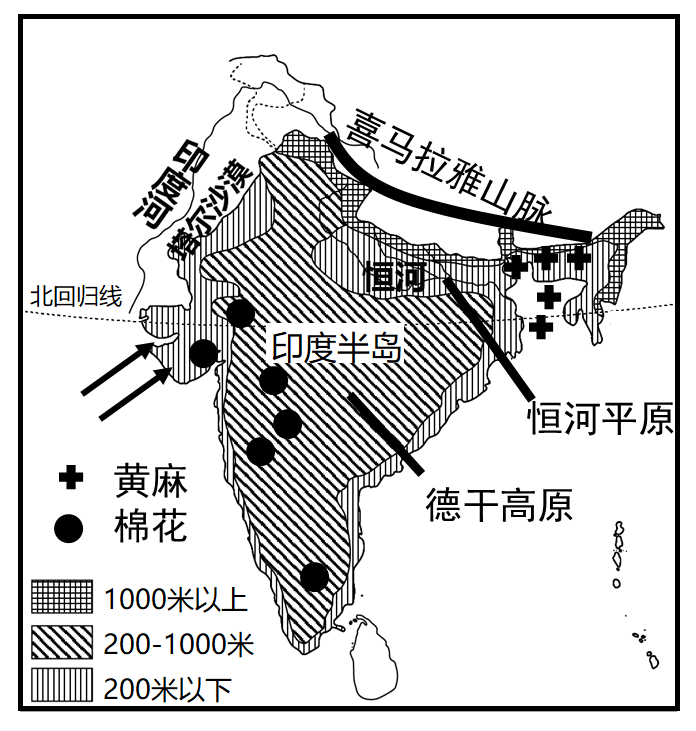 喜马拉雅山脉
印度河
塔尔沙漠
恒河
北回归线
印度半岛
恒河平原
德干高原
黄麻
棉花
1000米以上
200-1000米
200米以下